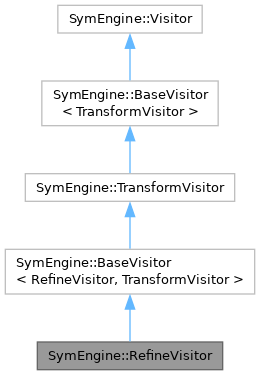 SymEngine::Visitor
SymEngine::BaseVisitor
< TransformVisitor >
SymEngine::TransformVisitor
SymEngine::BaseVisitor
< RefineVisitor, TransformVisitor >
SymEngine::RefineVisitor